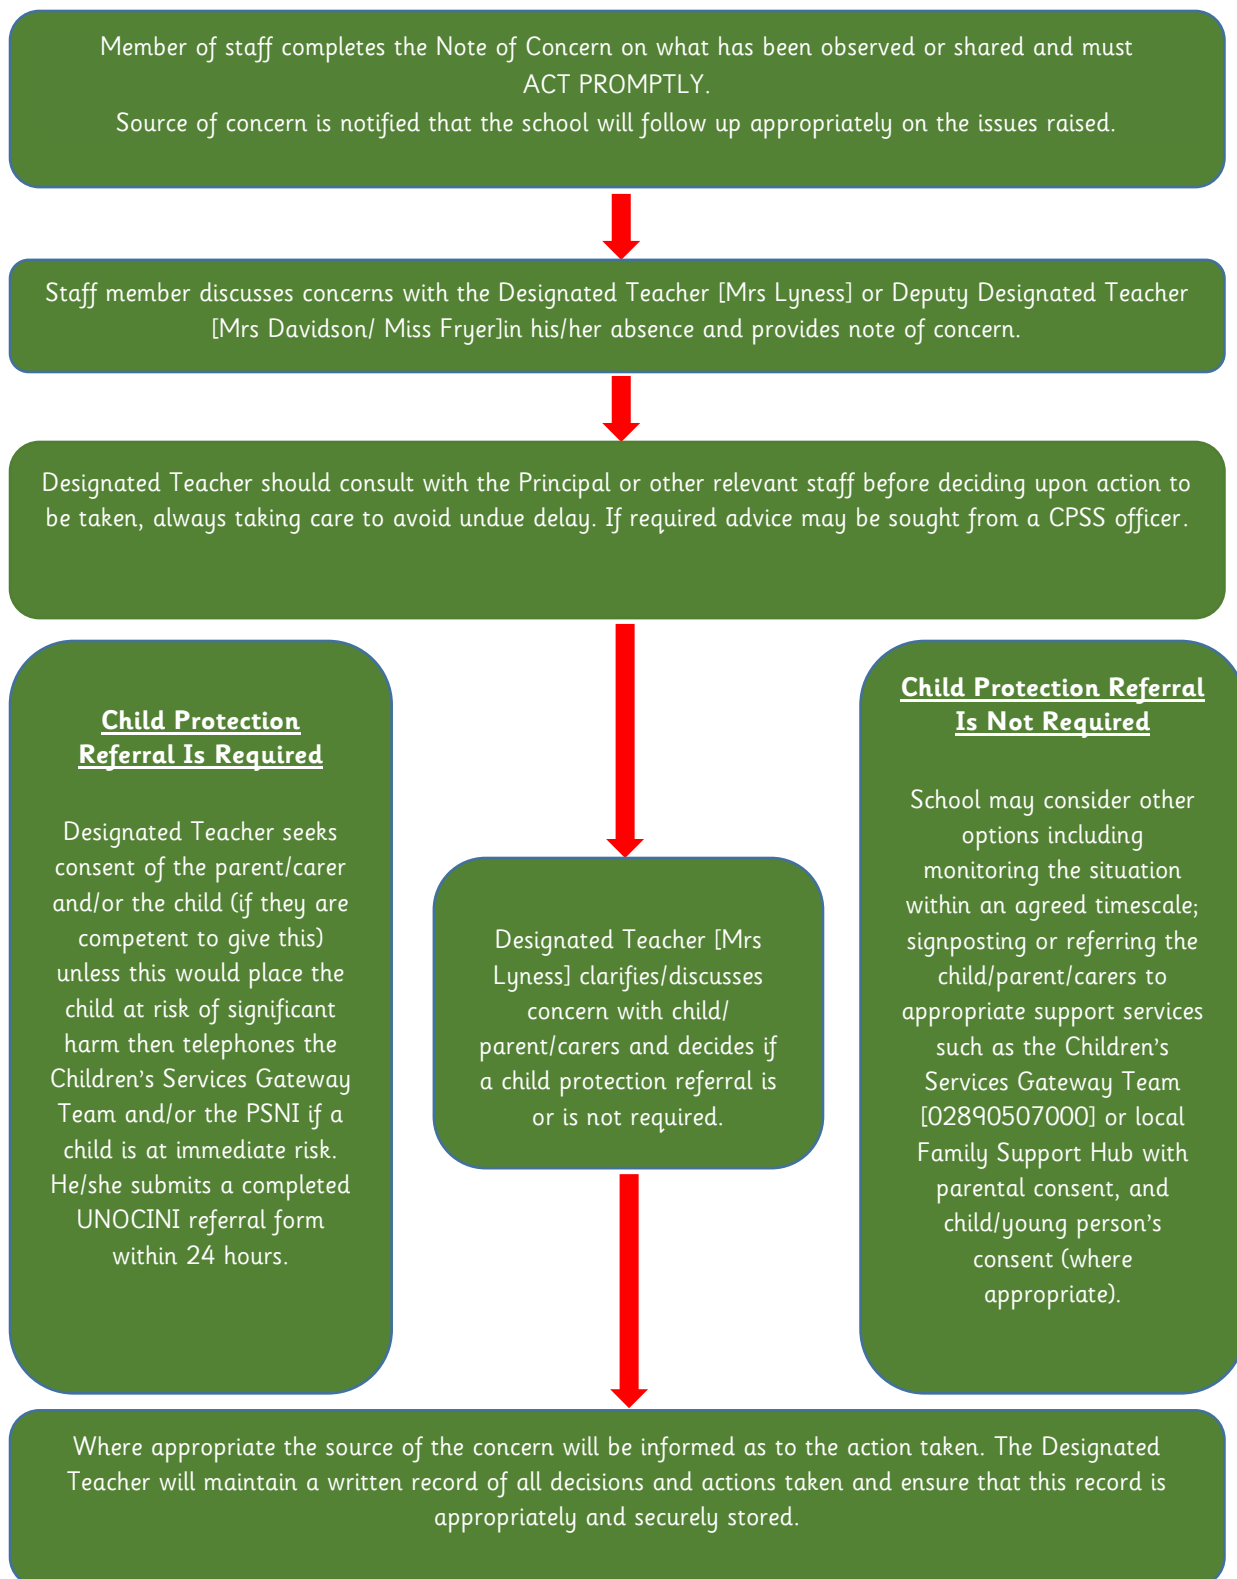 Member of staff completes the Note of Concern on what has been observed or shared and must
ACT PROMPTLY.
Source of concern is notified that the school will follow up appropriately on the issues raised.
Staff member discusses concerns with the Designated Teacher [Mrs Lyness] or Deputy Designated Teacher
[Mrs Davidson/ Miss Fryer]in his/her absence and provides note of concern.
Designated Teacher should consult with the Principal or other relevant staff before deciding upon action to
be taken, always taking care to avoid undue delay. If required advice may be sought from a CPSS officer.
Child Protection
Referral Is Required
Designated Teacher seeks
consent of the parent/carer
and/or the child (if they are
competent to give this)
unless this would place the
child at risk of significant
harm then telephones the
Children’s Services Gateway
Team and/or the PSNI if a
child is at immediate risk.
He/she submits a completed
UNOCINI referral form
within 24 hours.
Designated Teacher [Mrs
Lyness] clarifies/discusses
concern with child/
parent/carers and decides if
a child protection referral is
or is not required.
Child Protection Referral
Is Not Required
School may consider other
options including
monitoring the situation
within an agreed timescale;
signposting or referring the
child/parent/carers to
appropriate support services
such as the Children’s
Services Gateway Team
[02890507000] or local
Family Support Hub with
parental consent, and
child/young person’s
consent (where
appropriate).
Where appropriate the source of the concern will be informed as to the action taken. The Designated
Teacher will maintain a written record of all decisions and actions taken and ensure that this record is
appropriately and securely stored.